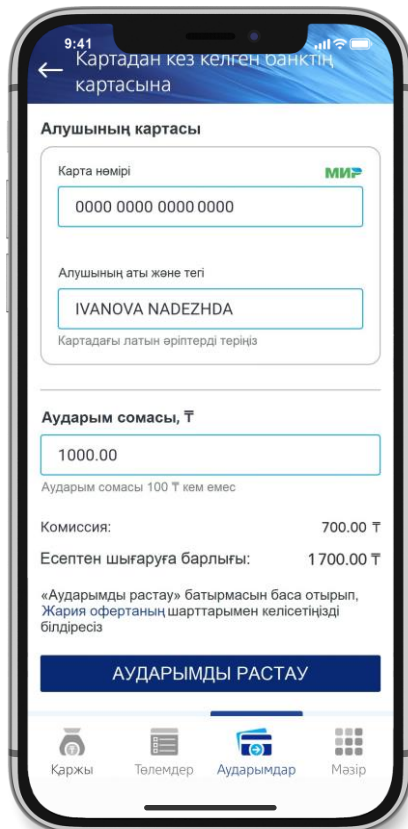 9:41
Картадан кез келген банктің
картасына
Алушының картасы
Карта нөмірі
МИР
0000 0000 0000 0000
Алушының аты және тегі
IVANOVA NADEZHDA
Картадағы латын әріптерді теріңіз
Аударым сомасы, ₸
1000.00
Аударым сомасы 100 ₸ кем емес
Комиссия: 700.00 ₸
Есептен шығаруға барлығы: 1700.00 ₸
«Аударымды растау» батырмасын баса отырып,
Жария офертаның шарттарымен келісетіңізді
білдіресіз
АУДАРЫМДЫ РАСТАУ
Қаржы Төлемдер Аударымдар Мәзір